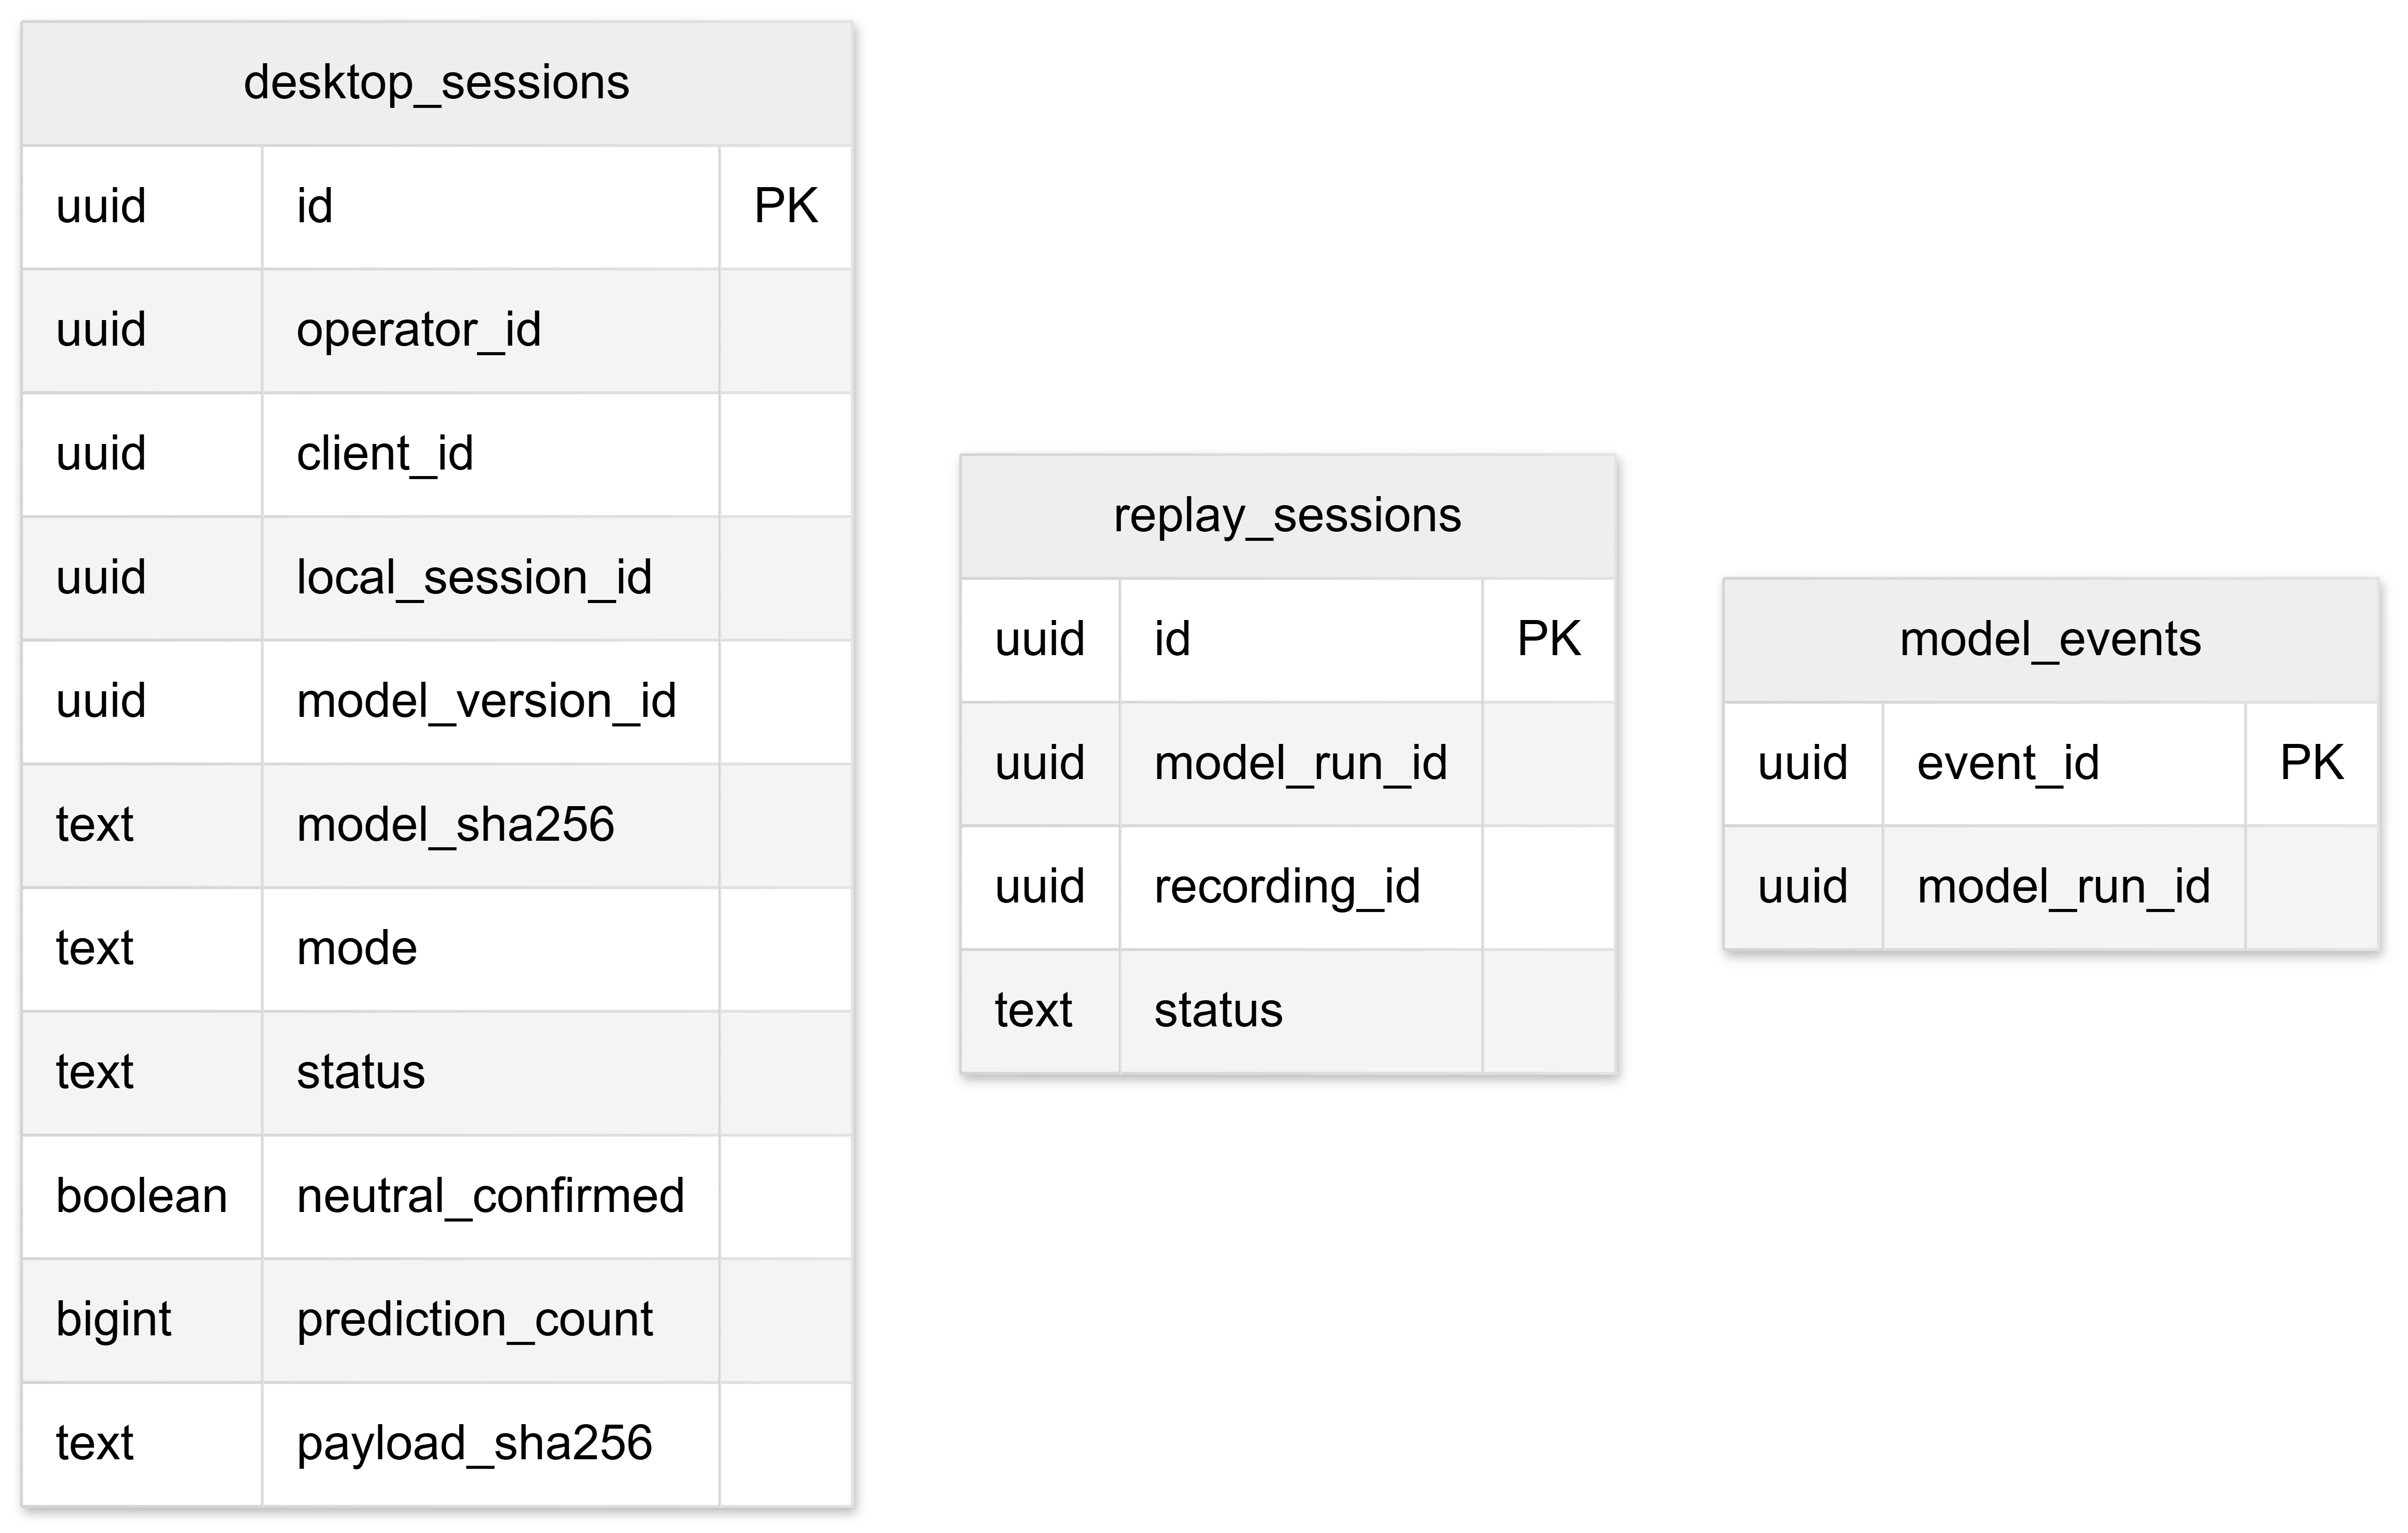 desktop_sessions
uuid id PK
uuid operator_id
uuid client_id
uuid local_session_id
uuid model_version_id
text model_sha256
text mode
text status
boolean neutral_confirmed
bigint prediction_count
text payload_sha256
replay_sessions
uuid id PK
uuid model_run_id
uuid recording_id
text status
model_events
uuid event_id PK
uuid model_run_id